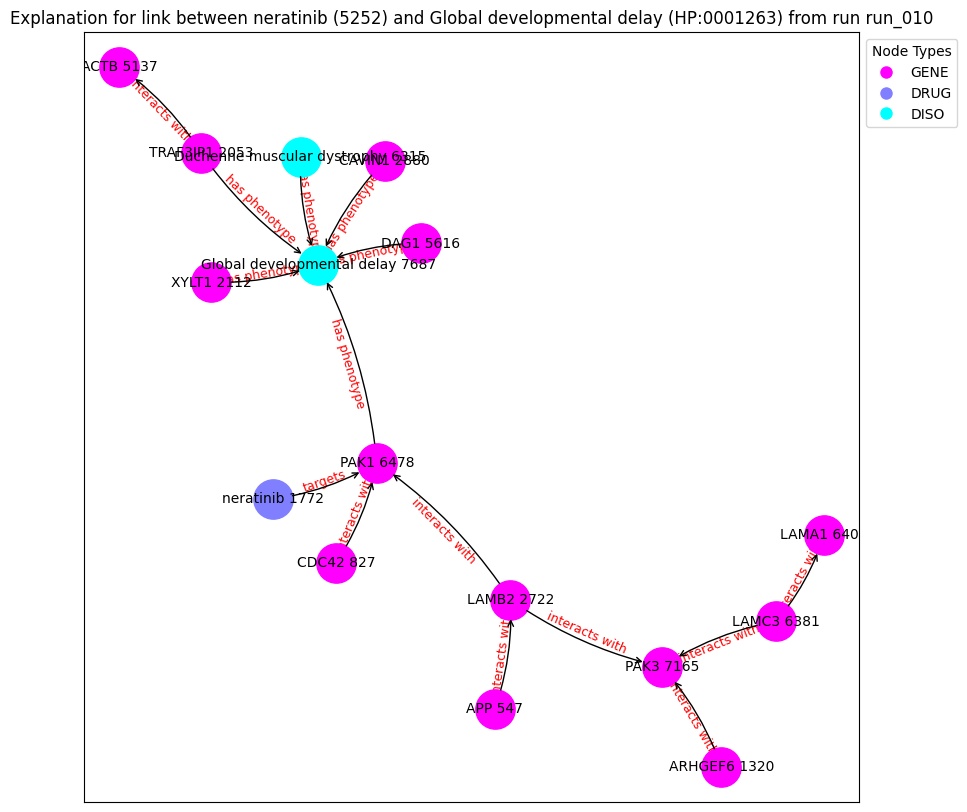 Explanation for link between neratinib (5252) and Global developmental delay (HP:0001263) from run run_010
Node Types
GENE
DRUG
DISO
ACTB 5137
interacts with
TRAF3IP1 2053
Duchenne muscular dystrophy 6315
CAVIN1 2880
has phenotype
has phenotype
has phenotype
DAG1 5616
has phenotype
Global developmental delay 7687
has phenotype
XYLT1 2112
has phenotype
PAK1 6478
targets
neratinib 1772
interacts with
interacts with
CDC42 827
LAMA1 640
interacts with
LAMB2 2722
interacts with
LAMC3 6381
interacts with
interacts with
PAK3 7165
APP 547
interacts with
ARHGEF6 1320